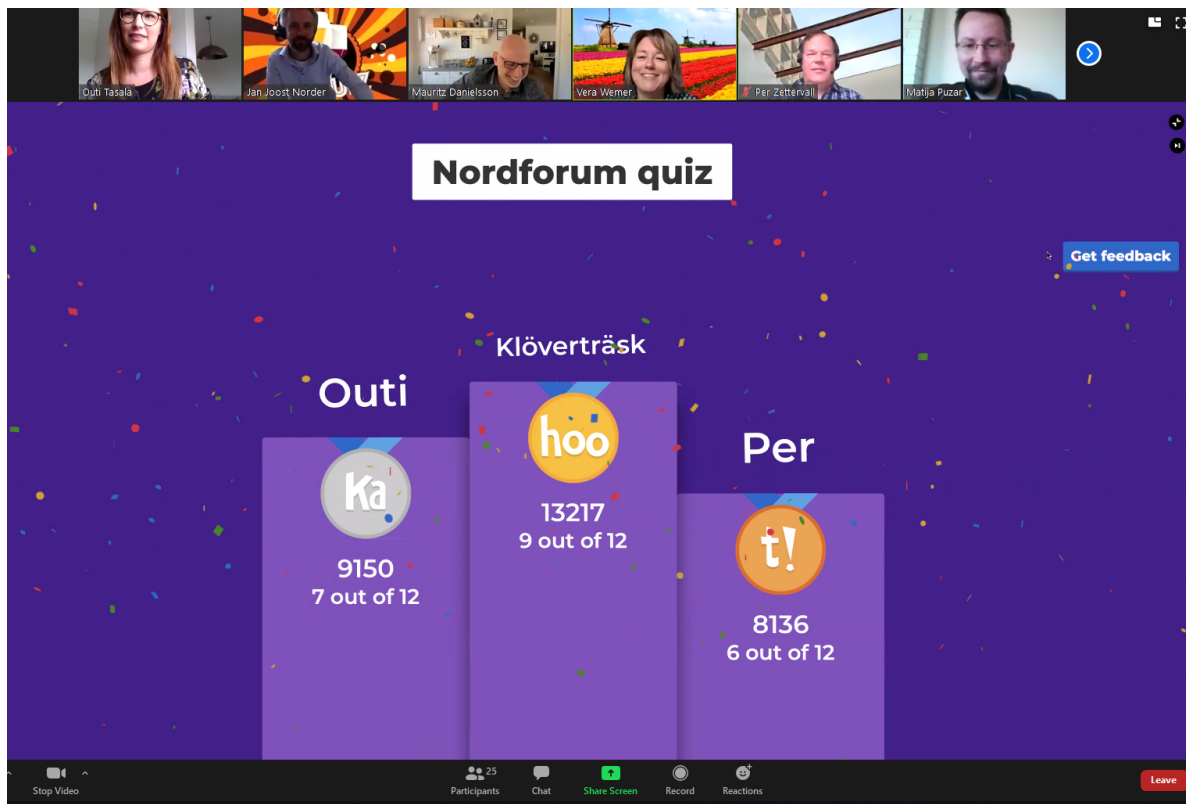 Outi Tasala
Jan Joost Norder
Mauritz Danielsson
Vera Werner
Per Zettervall
Matija Puzar
Nordforum quiz
Get feedback
Klöverträsk
Outi
Per
hoo
Ka
t!
13217
9 out of 12
9150
7 out of 12
8136
6 out of 12
25
Stop Video
Participants
Chat
Share Screen
Record
Reactions
Leave